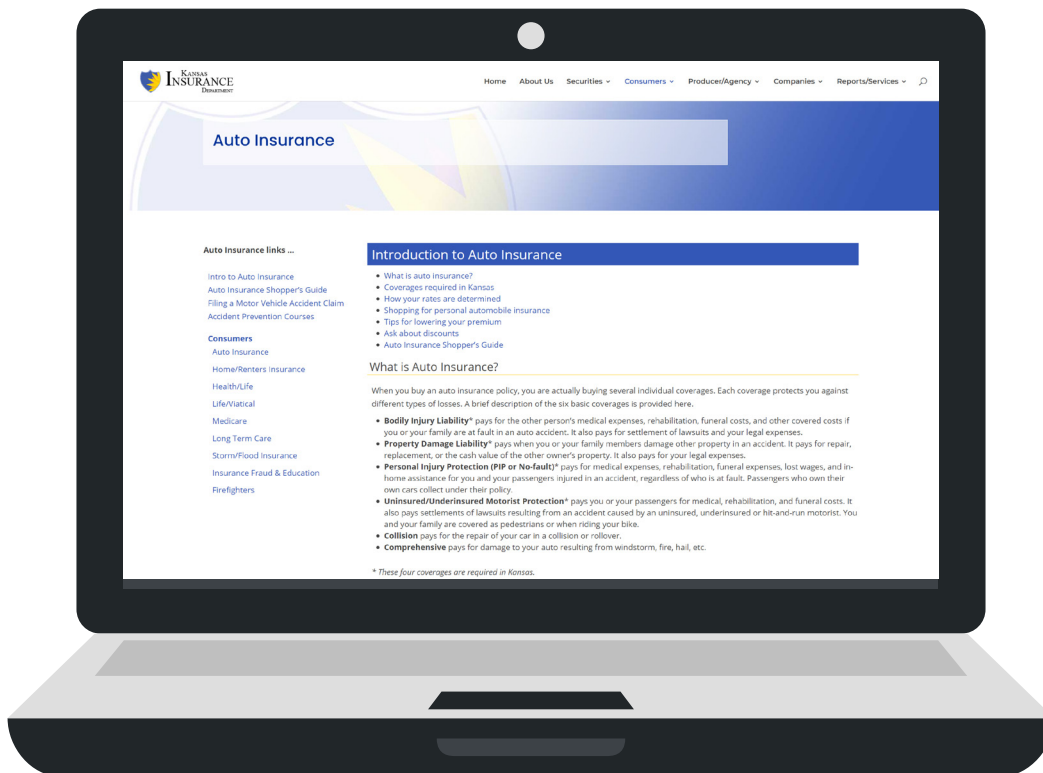 KANSAS
INSURANCE
DEPARTMENT
Home About Us Securities Consumers Producer/Agency Companies Reports/Services
Auto Insurance
Auto Insurance links ...
Intro to Auto Insurance
Auto Insurance Shopper's Guide
Filing a Motor Vehicle Accident Claim
Accident Prevention Courses
Consumers
Auto Insurance
Home/Renters Insurance
Health/Life
Life/Viatical
Medicare
Long Term Care
Storm/Flood Insurance
Insurance Fraud & Education
Firefighters
Introduction to Auto Insurance
• What is auto insurance?
• Coverages required in Kansas
• How your rates are determined
• Shopping for personal automobile insurance
• Tips for lowering your premium
• Ask about discounts
• Auto Insurance Shopper's Guide
What is Auto Insurance?
When you buy an auto insurance policy, you are actually buying several individual coverages. Each coverage protects you against
different types of losses. A brief description of the six basic coverages is provided here.
• Bodily Injury Liability* pays for the other person's medical expenses, rehabilitation, funeral costs, and other covered costs if
you or your family are at fault in an auto accident. It also pays for settlement of lawsuits and your legal expenses.
• Property Damage Liability* pays when you or your family members damage other property in an accident. It pays for repair,
replacement, or the cash value of the other owner's property. It also pays for your legal expenses.
• Personal Injury Protection (PIP or No-fault)* pays for medical expenses, rehabilitation, funeral expenses, lost wages, and in-
home assistance for you and your passengers injured in an accident, regardless of who is at fault. Passengers who own their
own cars collect under their policy.
• Uninsured/Underinsured Motorist Protection* pays you or your passengers for medical, rehabilitation, and funeral costs. It
also pays settlements of lawsuits resulting from an accident caused by an uninsured, underinsured or hit-and-run motorist. You
and your family are covered as pedestrians or when riding your bike.
• Collision pays for the repair of your car in a collision or rollover.
• Comprehensive pays for damage to your auto resulting from windstorm, fire, hail, etc.
* These four coverages are required in Kansas.